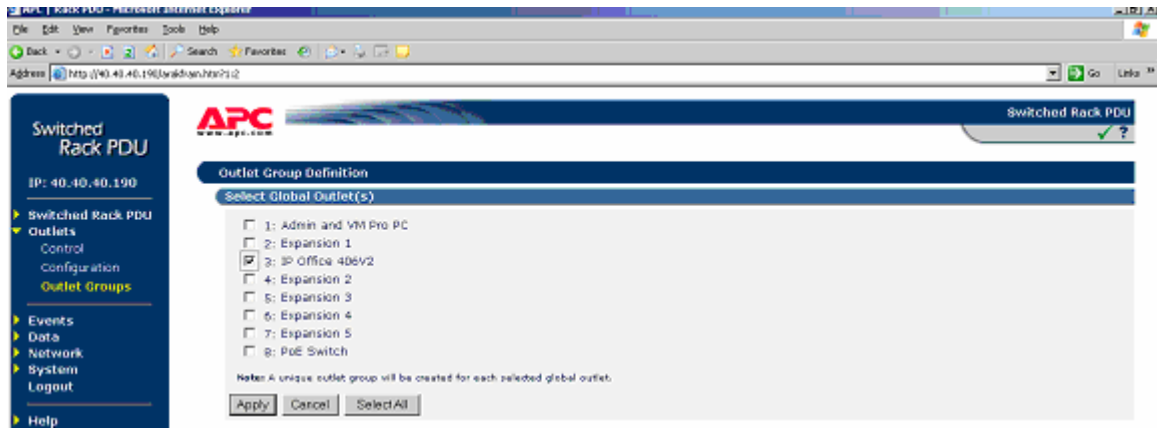 APC | Rack PDU - Microsoft Internet Explorer
File Edit View Favorites Tools Help
Back Search Favorites
Address http://40.40.40.190/ Go Links »
Switched Rack PDU
APC
www.apc.com
Switched
Rack PDU
?
IP: 40.40.40.190
Outlet Group Definition
Select Global Outlet(s)
Switched Rack PDU
Outlets
Control
Configuration
Outlet Groups
Events
Data
Network
System
Logout
Help
1: Admin and VM Pro PC
2: Expansion 1
3: IP Office 406V2
4: Expansion 2
5: Expansion 3
6: Expansion 4
7: Expansion 5
8: PoE Switch
Note: A unique outlet group will be created for each selected global outlet.
Apply Cancel Select All